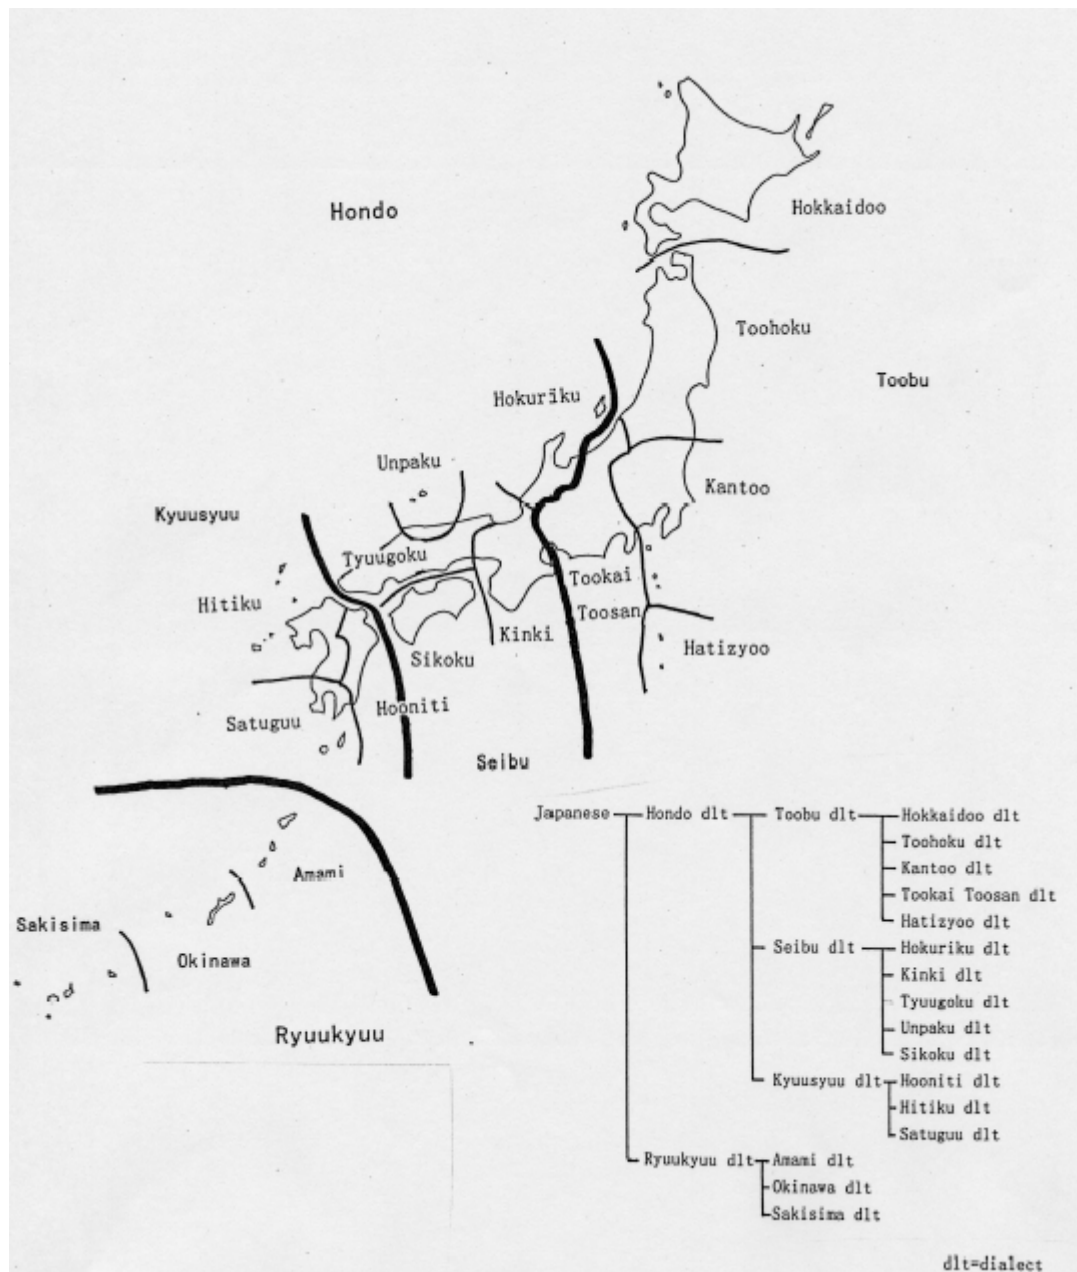 Hondo
Hokkaidoo
Toohoku
Toobu
Hokuriku
Unpaku
Kantoo
Kyuusyuu
Tyuugoku
Tookai
Toosan
Hitiku
Kinki
Hatizyoo
Sikoku
Satuguu
Hooniti
Seibu
Amami
Sakisima
Okinawa
Ryuukyuu
Japanese Hondo dlt Toobu dlt Hokkaidoo dlt
Toohoku dlt
Kantoo dlt
Tookai Toosan dlt
Hatizyoo dlt
Seibu dlt Hokuriku dlt
Kinki dlt
Tyuugoku dlt
Unpaku dlt
Sikoku dlt
Kyuusyuu dlt Hooniti dlt
Hitiku dlt
Satuguu dlt
Ryuukyuu dlt Amami dlt
Okinawa dlt
Sakisima dlt
dlt=dialect